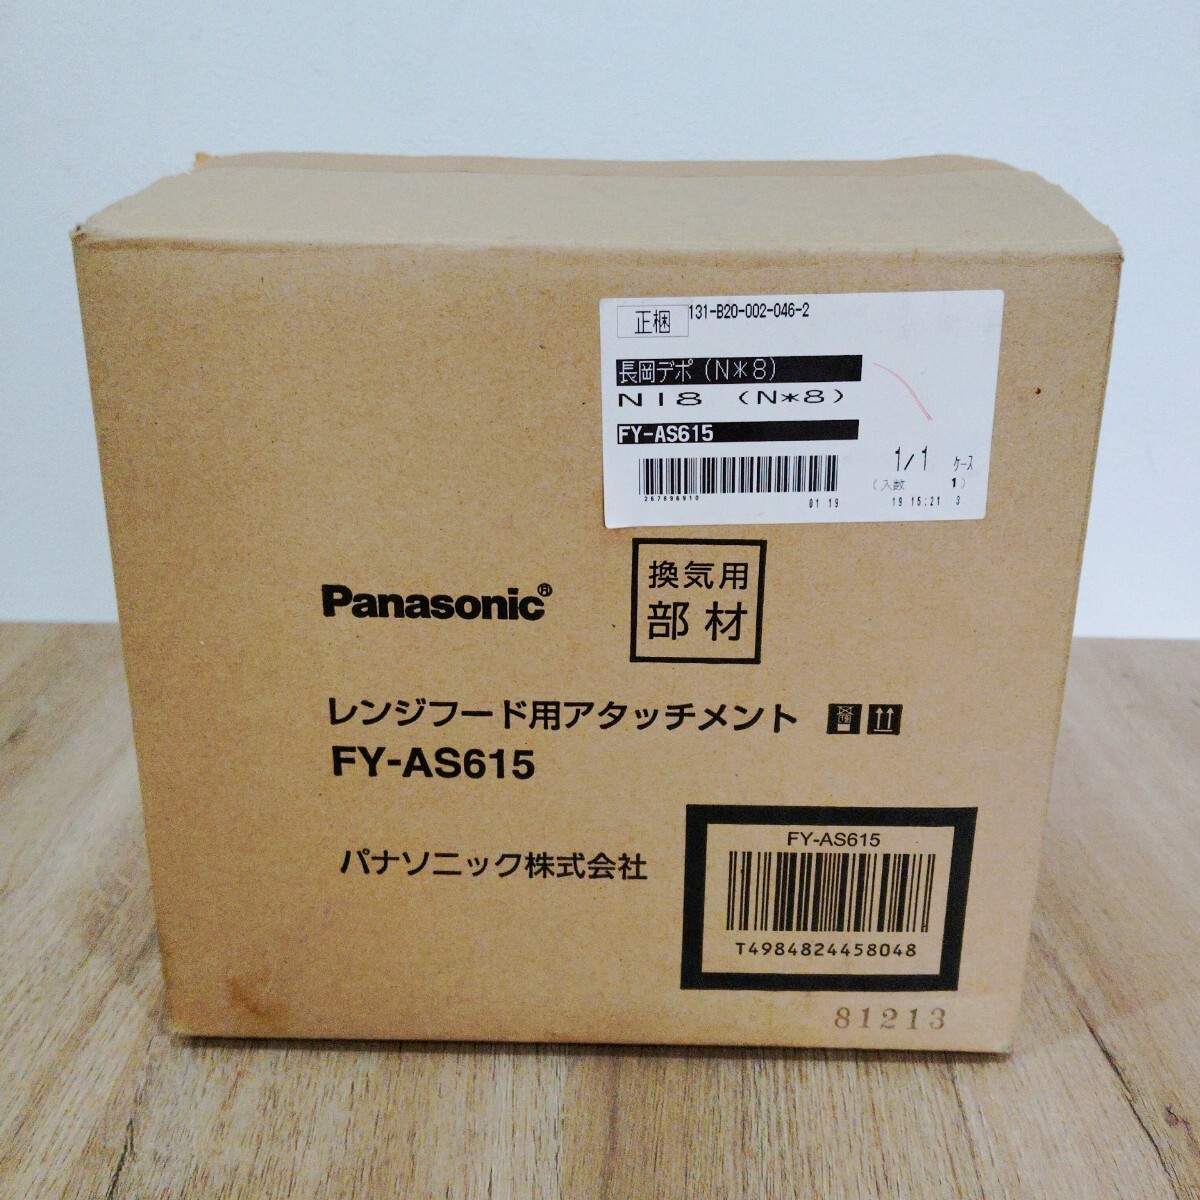 正梱 131-B20-002-046-2
長岡デポ(N*8)
NI8 (N*8)
FY-AS615
1/1 ケース
(入数 1)
267896910
01 19 19 15:21 3
Panasonic®
換気用
部材
レンジフード用アタッチメント
FY-AS615
パナソニック株式会社
FY-AS615
T4984824458048
81213